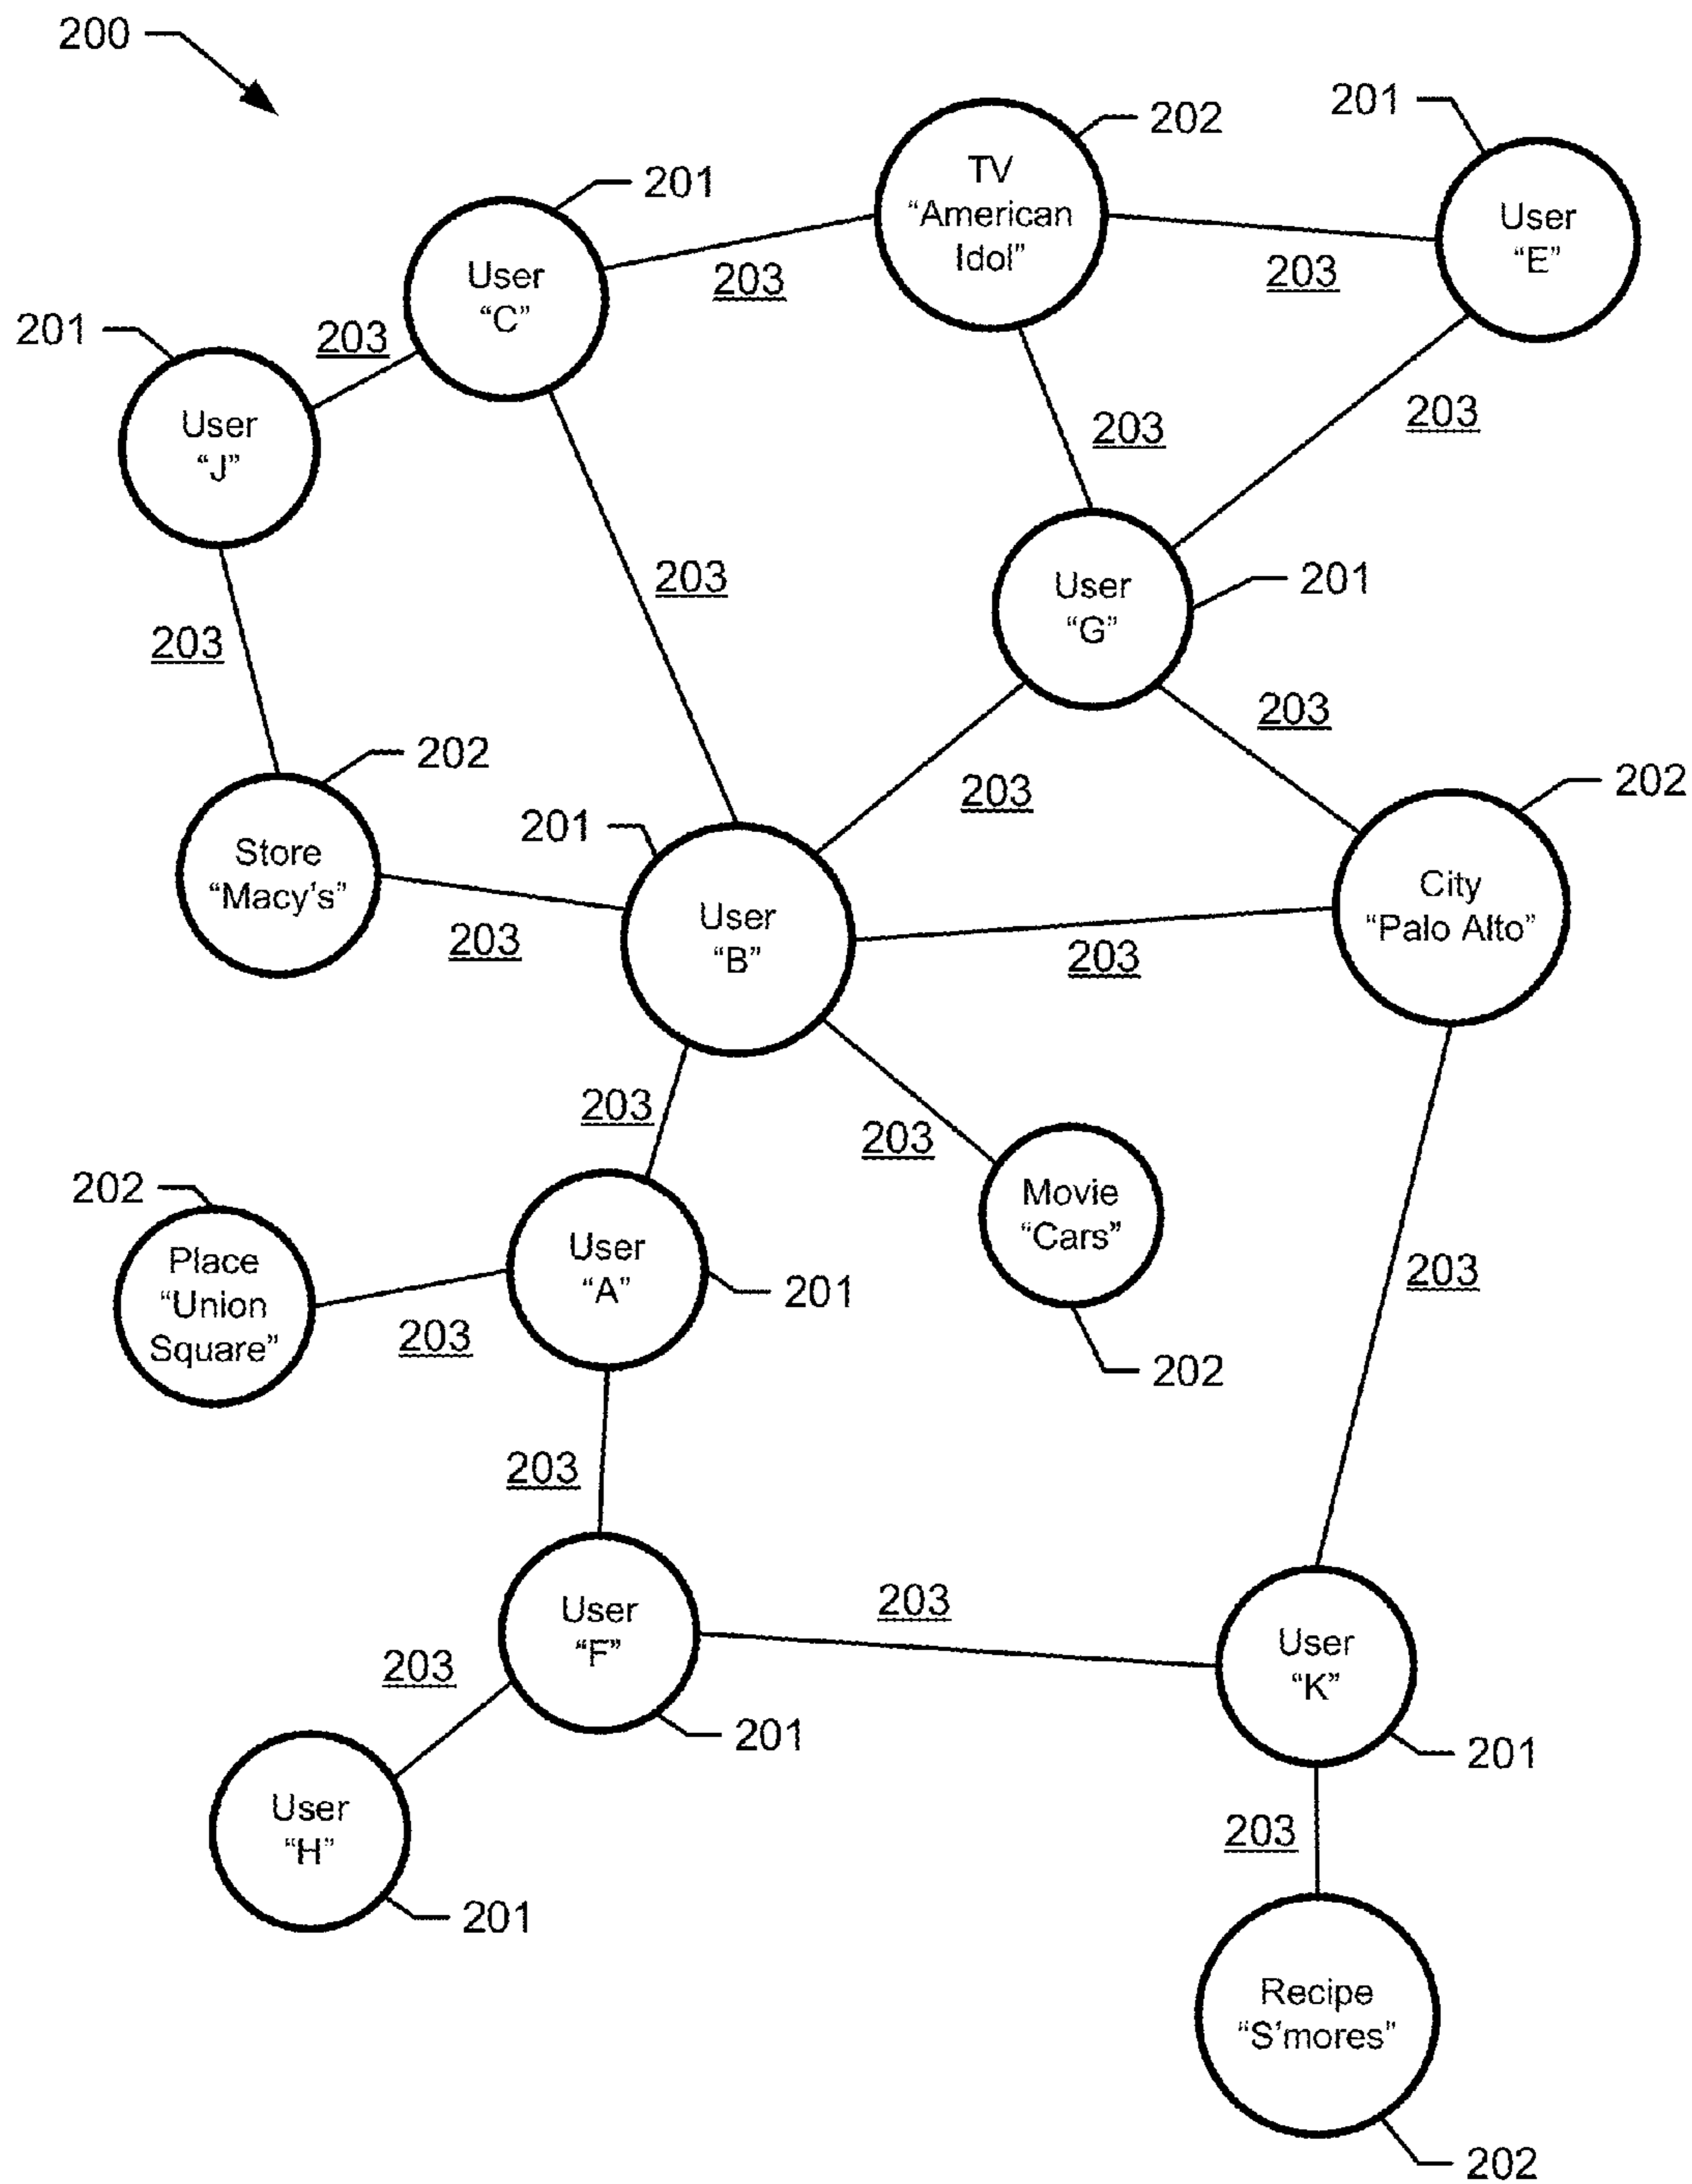 200
201
202
TV
“American
Idol”
201
User
“E”
203
203
User
“C”
201
203
User
“J”
203
203
203
User
“G”
201
203
203
203
203
202
Store
“Macy’s”
201
User
“B”
202
City
“Palo Alto”
203
203
203
203
202
Place
“Union
Square”
User
“A”
201
Movie
“Cars”
202
203
203
203
User
“F”
203
User
“K”
203
201
201
User
“H”
203
201
Recipe
“S’mores”
202